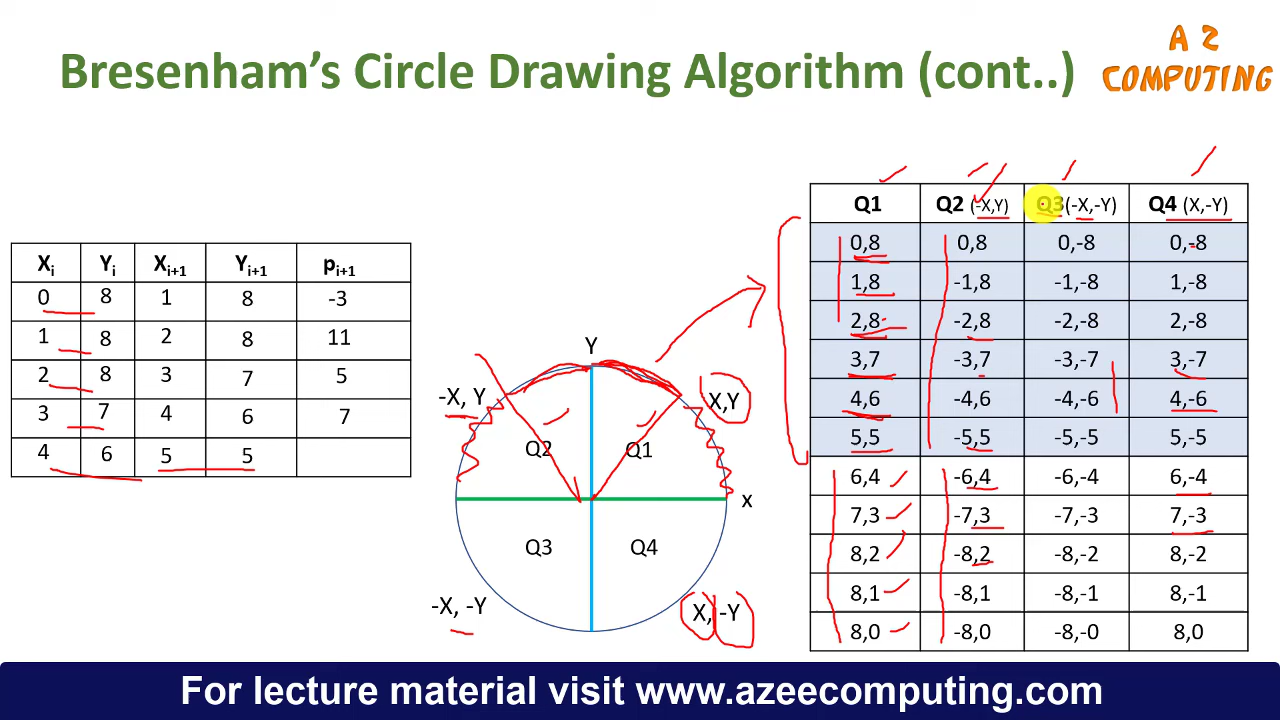 Bresenham's Circle Drawing Algorithm (cont..)
A Z
COMPUTING
Xi Yi Xi+1 Yi+1 pi+1
0 8 1 8 -3
1 8 2 8 11
2 8 3 7 5
3 7 4 6 7
4 6 5 5
Y
-X, Y
X,Y
Q2
Q1
x
Q3
Q4
-X, -Y
X, -Y
Q1 Q2 (-X,Y) Q3(-X,-Y) Q4 (X,-Y)
0,8 0,8 0,-8 0,-8
1,8 -1,8 -1,-8 1,-8
2,8 -2,8 -2,-8 2,-8
3,7 -3,7 -3,-7 3,-7
4,6 -4,6 -4,-6 4,-6
5,5 -5,5 -5,-5 5,-5
6,4 -6,4 -6,-4 6,-4
7,3 -7,3 -7,-3 7,-3
8,2 -8,2 -8,-2 8,-2
8,1 -8,1 -8,-1 8,-1
8,0 -8,0 -8,-0 8,0
For lecture material visit www.azeecomputing.com